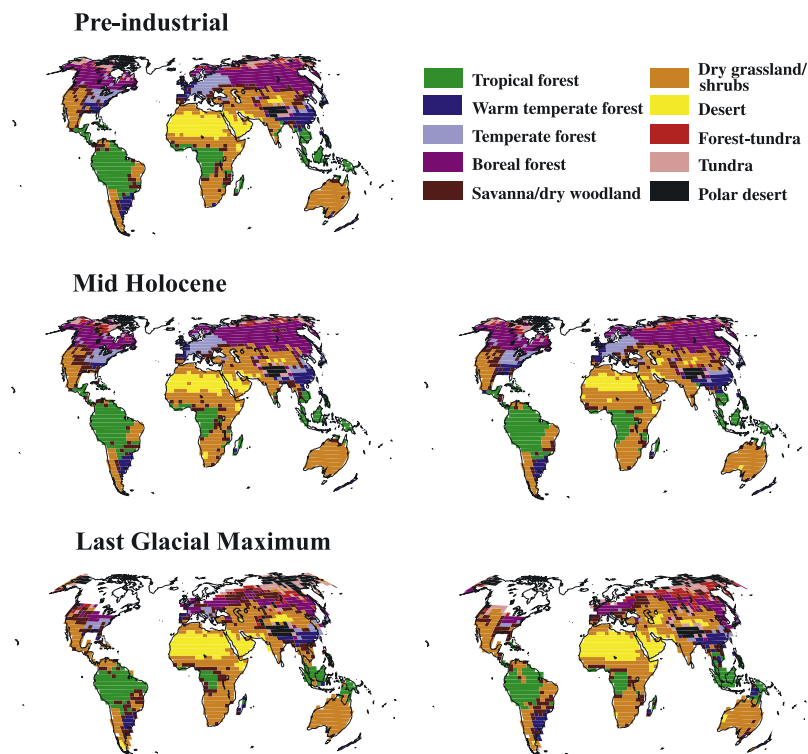 Pre-industrial
Tropical forest
Warm temperate forest
Temperate forest
Boreal forest
Savanna/dry woodland
Dry grassland/
shrubs
Desert
Forest-tundra
Tundra
Polar desert
Mid Holocene
Last Glacial Maximum